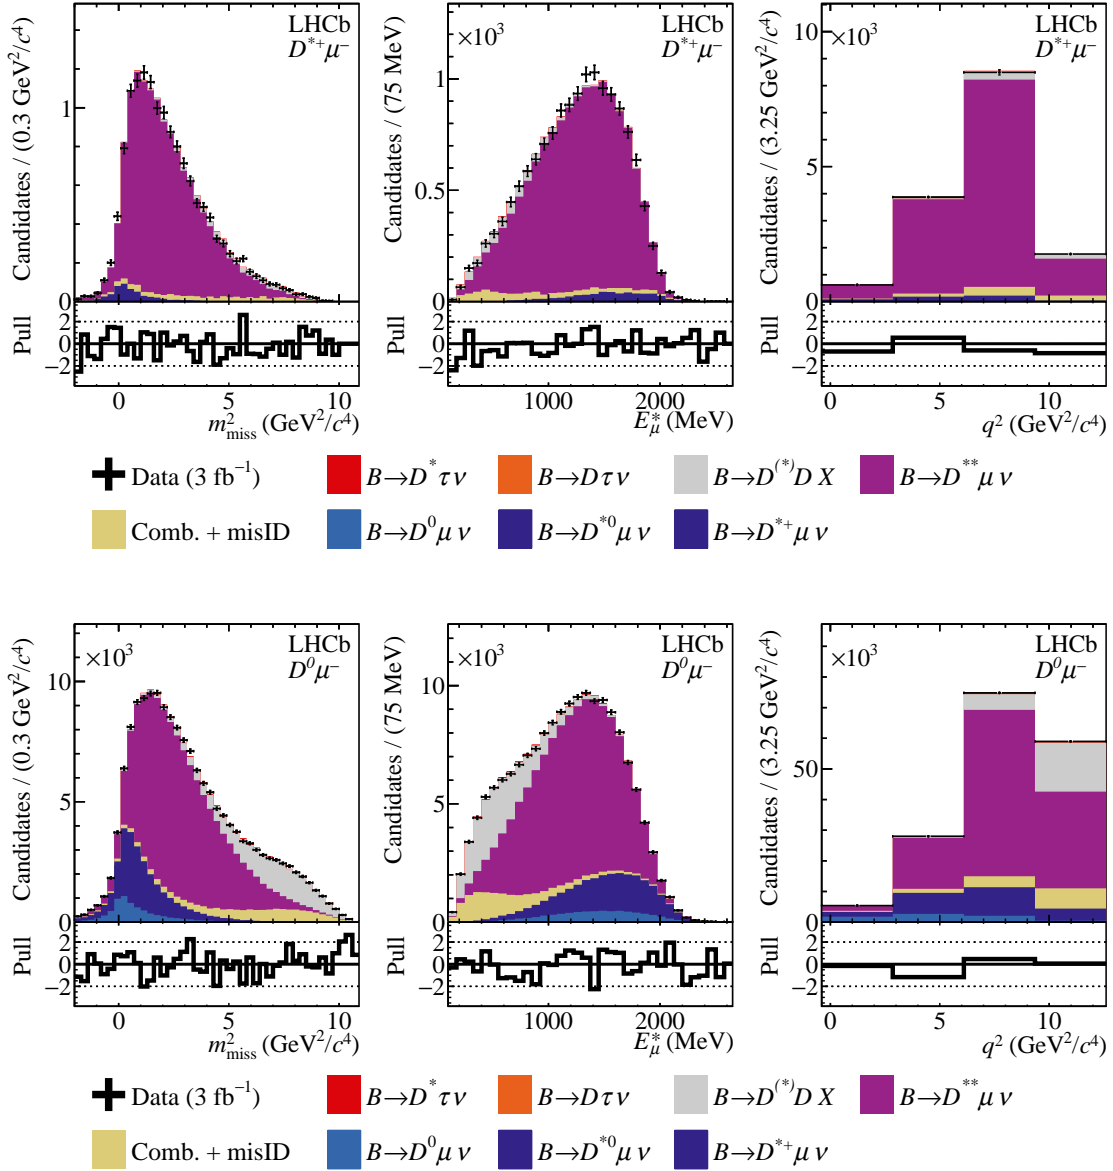 LHCb
D*+μ−
Candidates / (0.3 GeV²/c⁴)
1
0
Pull
2
0
−2
0 5 10
m²miss (GeV²/c⁴)
×10³
LHCb
D*+μ−
Candidates / (75 MeV)
1
0.5
0
Pull
2
0
−2
1000 2000
E*μ (MeV)
×10³
LHCb
D*+μ−
Candidates / (3.25 GeV²/c⁴)
10
5
0
Pull
2
0
−2
0 5 10
q² (GeV²/c⁴)
Data (3 fb⁻¹)
B→D*τν
B→Dτν
B→D(*)DX
B→D**μν
Comb. + misID
B→D⁰μν
B→D*⁰μν
B→D*+μν
×10³
LHCb
D⁰μ−
Candidates / (0.3 GeV²/c⁴)
10
5
0
Pull
2
0
−2
0 5 10
m²miss (GeV²/c⁴)
×10³
LHCb
D⁰μ−
Candidates / (75 MeV)
10
5
0
Pull
2
0
−2
1000 2000
E*μ (MeV)
×10³
LHCb
D⁰μ−
Candidates / (3.25 GeV²/c⁴)
50
0
Pull
2
0
−2
0 5 10
q² (GeV²/c⁴)
Data (3 fb⁻¹)
B→D*τν
B→Dτν
B→D(*)DX
B→D**μν
Comb. + misID
B→D⁰μν
B→D*⁰μν
B→D*+μν